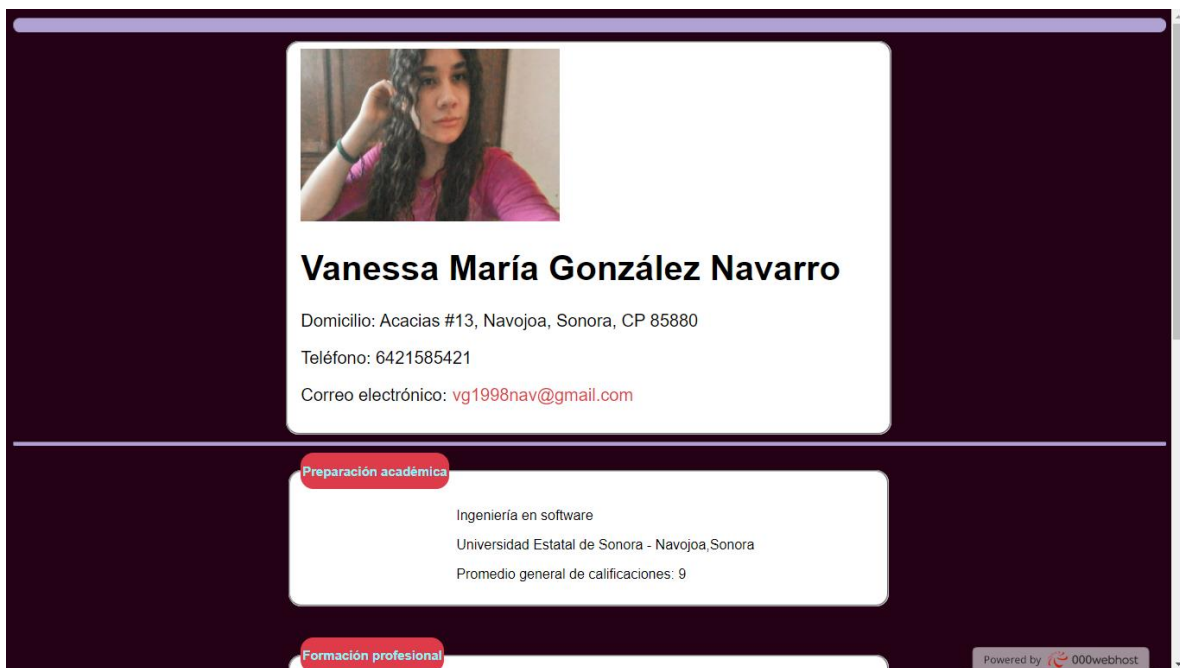 Vanessa María González Navarro
Domicilio: Acacias #13, Navojoa, Sonora, CP 85880
Teléfono: 6421585421
Correo electrónico: vg1998nav@gmail.com
Preparación académica
Ingeniería en software
Universidad Estatal de Sonora - Navojoa,Sonora
Promedio general de calificaciones: 9
Formación profesional
Powered by 000webhost